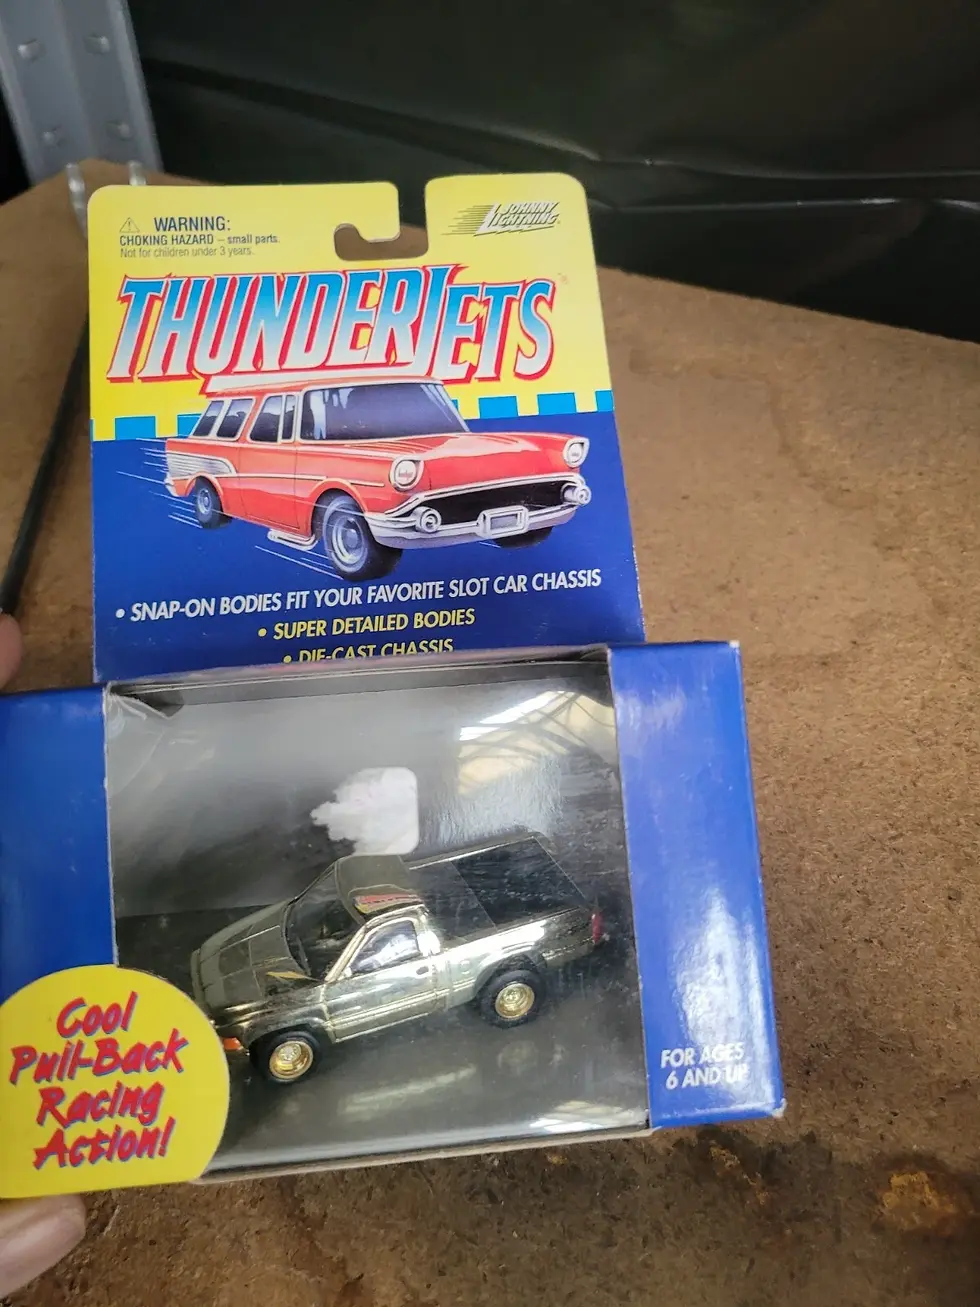 WARNING:
CHOKING HAZARD – small parts.
Not for children under 3 years.
JOHNNY
LIGHTNING
THUNDERJETS
• SNAP-ON BODIES FIT YOUR FAVORITE SLOT CAR CHASSIS
• SUPER DETAILED BODIES
• DIE-CAST CHASSIS
Cool
Pull-Back
Racing
Action!
FOR AGES
6 AND UP